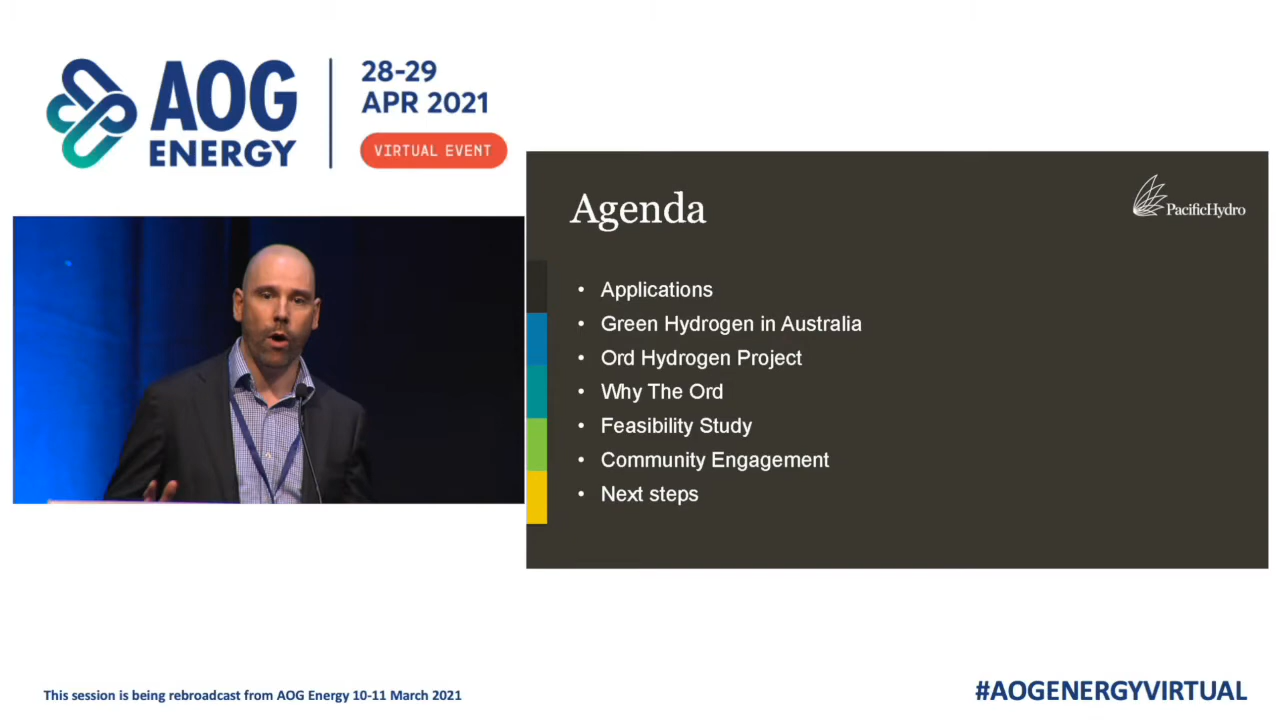 AOG
ENERGY
28-29
APR 2021
VIRTUAL EVENT
Agenda
PacificHydro
• Applications
• Green Hydrogen in Australia
• Ord Hydrogen Project
• Why The Ord
• Feasibility Study
• Community Engagement
• Next steps
This session is being rebroadcast from AOG Energy 10-11 March 2021
#AOGENERGYVIRTUAL